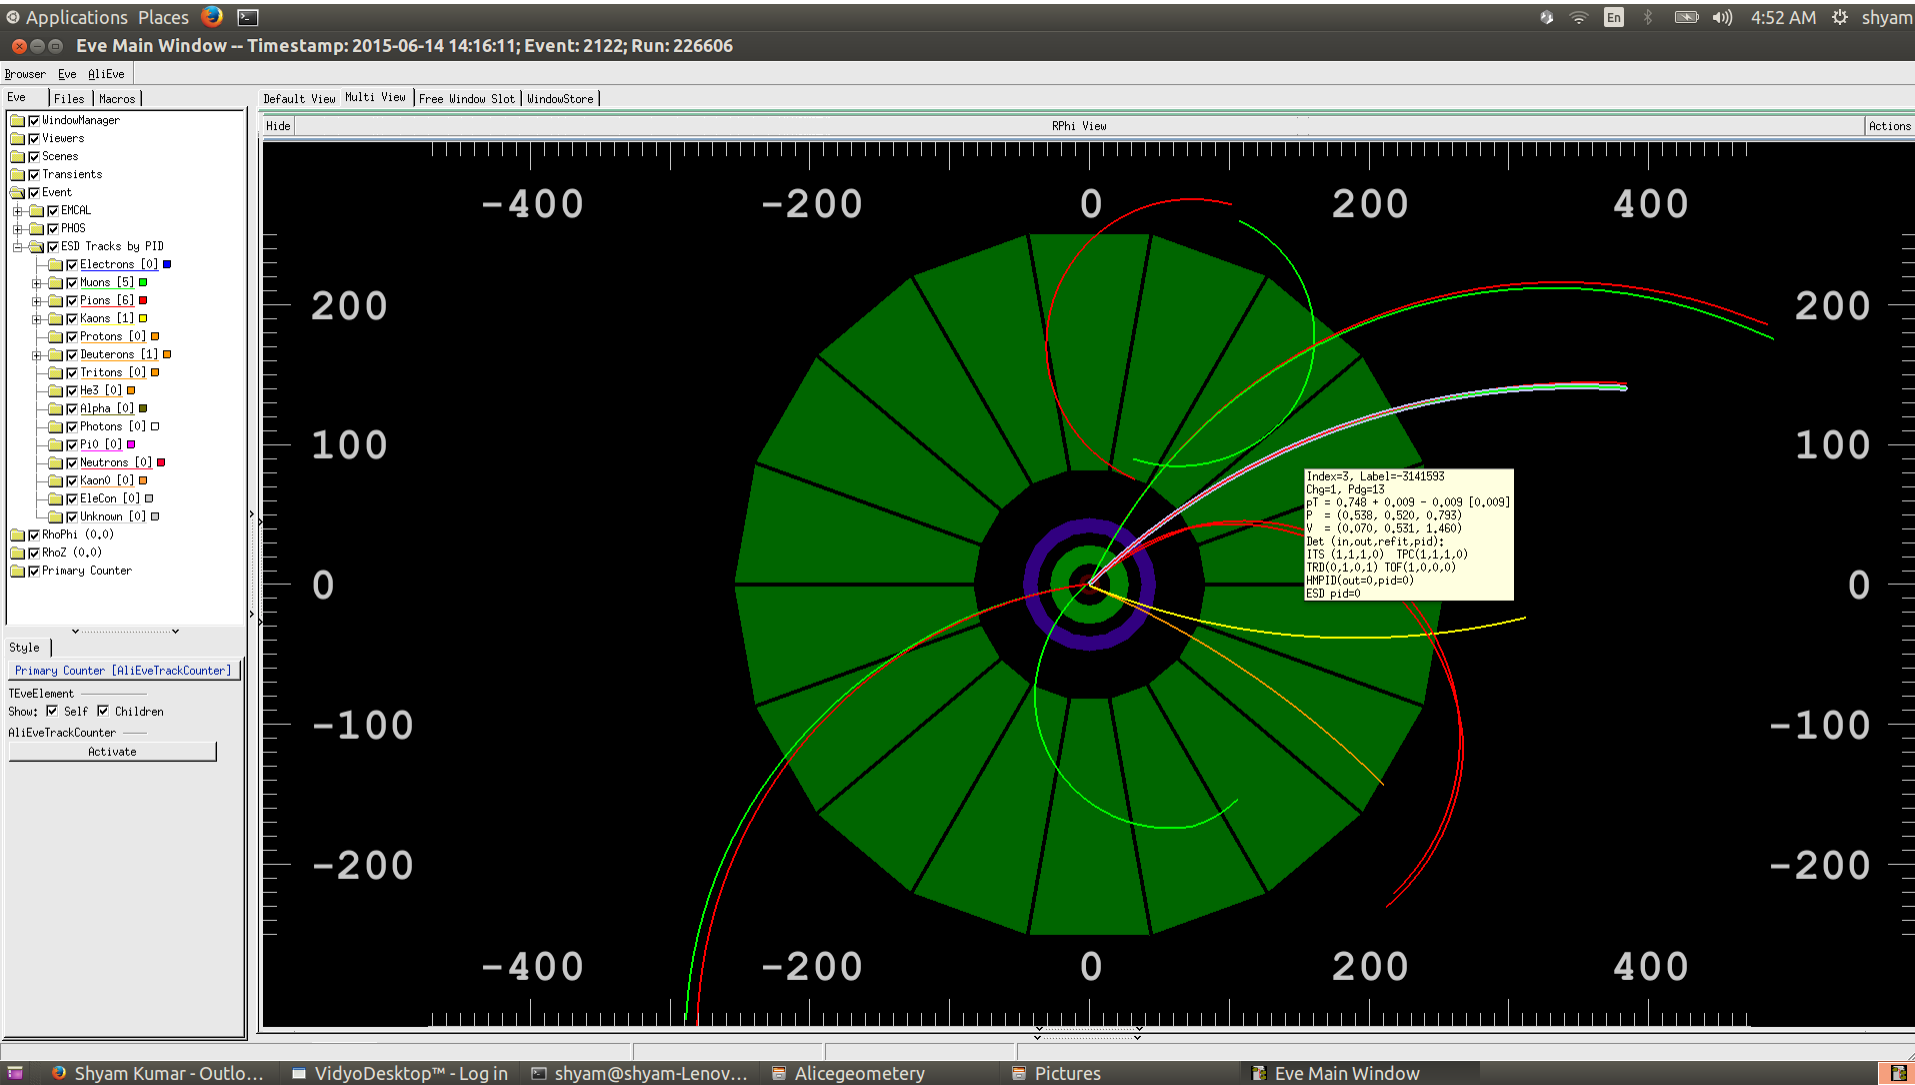 Applications Places En 4:52 AM shyam
Eve Main Window -- Timestamp: 2015-06-14 14:16:11; Event: 2122; Run: 226606
Browser Eve AliEve
Eve Files Macros
Default View Multi View Free Window Slot WindowStore
Hide RPhi View Actions
WindowManager
Viewers
Scenes
Transients
Event
EMCAL
PHOS
ESD Tracks by PID
Electrons [0]
Muons [5]
Pions [6]
Kaons [1]
Protons [0]
Deuterons [1]
Tritons [0]
He3 [0]
Alpha [0]
Photons [0]
Pi0 [0]
Neutrons [0]
Kaon0 [0]
EleCon [0]
Unknown [0]
RhoPhi (0.0)
RhoZ (0.0)
Primary Counter
Style
Primary Counter [AliEveTrackCounter]
TEveElement
Show: Self Children
AliEveTrackCounter
Activate
-400 -200 0 200 400
200 200
100 100
0 0
-100 -100
-200 -200
-400 -200 0 200 400
Index=3, Label=-3141593
Chg=1, Pdg=13
pT = 0.748 + 0.009 - 0.009 [0.009]
P = (0.538, 0.520, 0.793)
V = (0.070, 0.531, 1.460)
Det (in,out,refit,pid):
ITS (1,1,1,0) TPC(1,1,1,0)
TRD(0,1,0,1) TOF(1,0,0,0)
HMPID(out=0,pid=0)
ESD pid=0
Shyam Kumar - Outlo... VidyoDesktop™ - Log in shyam@shyam-Lenov... Alicegeometery Pictures Eve Main Window